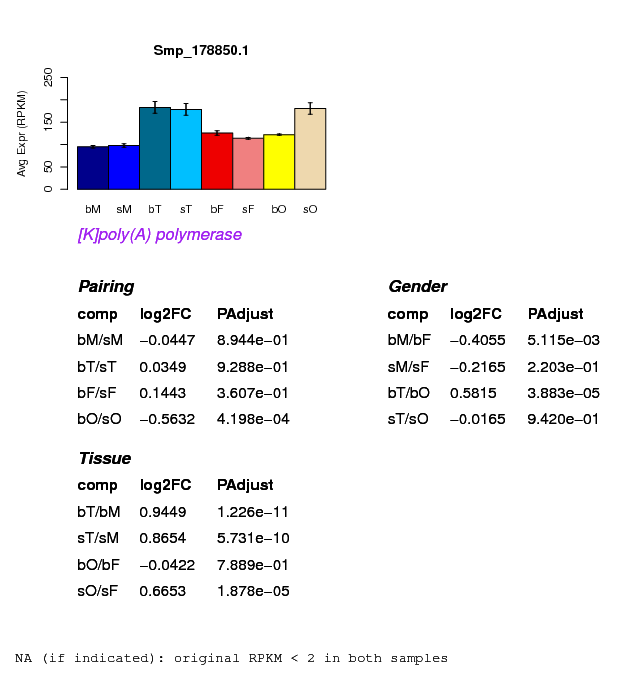 Smp_178850.1
Avg Expr (RPKM)
250
150
50
0
bM sM bT sT bF sF bO sO
[K]poly(A) polymerase
Pairing
comp log2FC PAdjust
bM/sM −0.0447 8.944e−01
bT/sT 0.0349 9.288e−01
bF/sF 0.1443 3.607e−01
bO/sO −0.5632 4.198e−04
Gender
comp log2FC PAdjust
bM/bF −0.4055 5.115e−03
sM/sF −0.2165 2.203e−01
bT/bO 0.5815 3.883e−05
sT/sO −0.0165 9.420e−01
Tissue
comp log2FC PAdjust
bT/bM 0.9449 1.226e−11
sT/sM 0.8654 5.731e−10
bO/bF −0.0422 7.889e−01
sO/sF 0.6653 1.878e−05
NA (if indicated): original RPKM < 2 in both samples